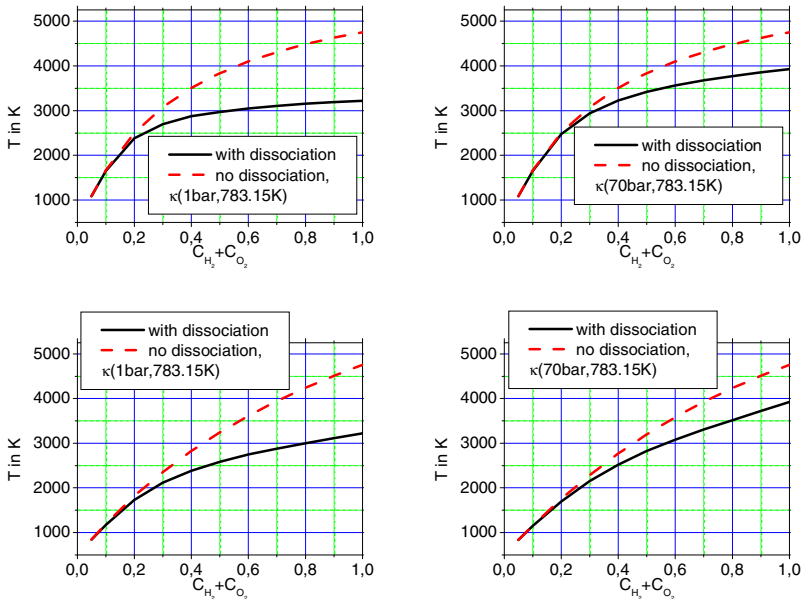 5000
4000
3000
2000
1000
T in K
with dissociation
no dissociation,
κ(1bar,783.15K)
0,0 0,2 0,4 0,6 0,8 1,0
C_H₂+C_O₂
5000
4000
3000
2000
1000
T in K
with dissociation
no dissociation,
κ(70bar,783.15K)
0,0 0,2 0,4 0,6 0,8 1,0
C_H₂+C_O₂
with dissociation
no dissociation,
κ(1bar,783.15K)
5000
4000
3000
2000
1000
T in K
0,0 0,2 0,4 0,6 0,8 1,0
C_H₂+C_O₂
with dissociation
no dissociation,
κ(70bar,783.15K)
5000
4000
3000
2000
1000
T in K
0,0 0,2 0,4 0,6 0,8 1,0
C_H₂+C_O₂